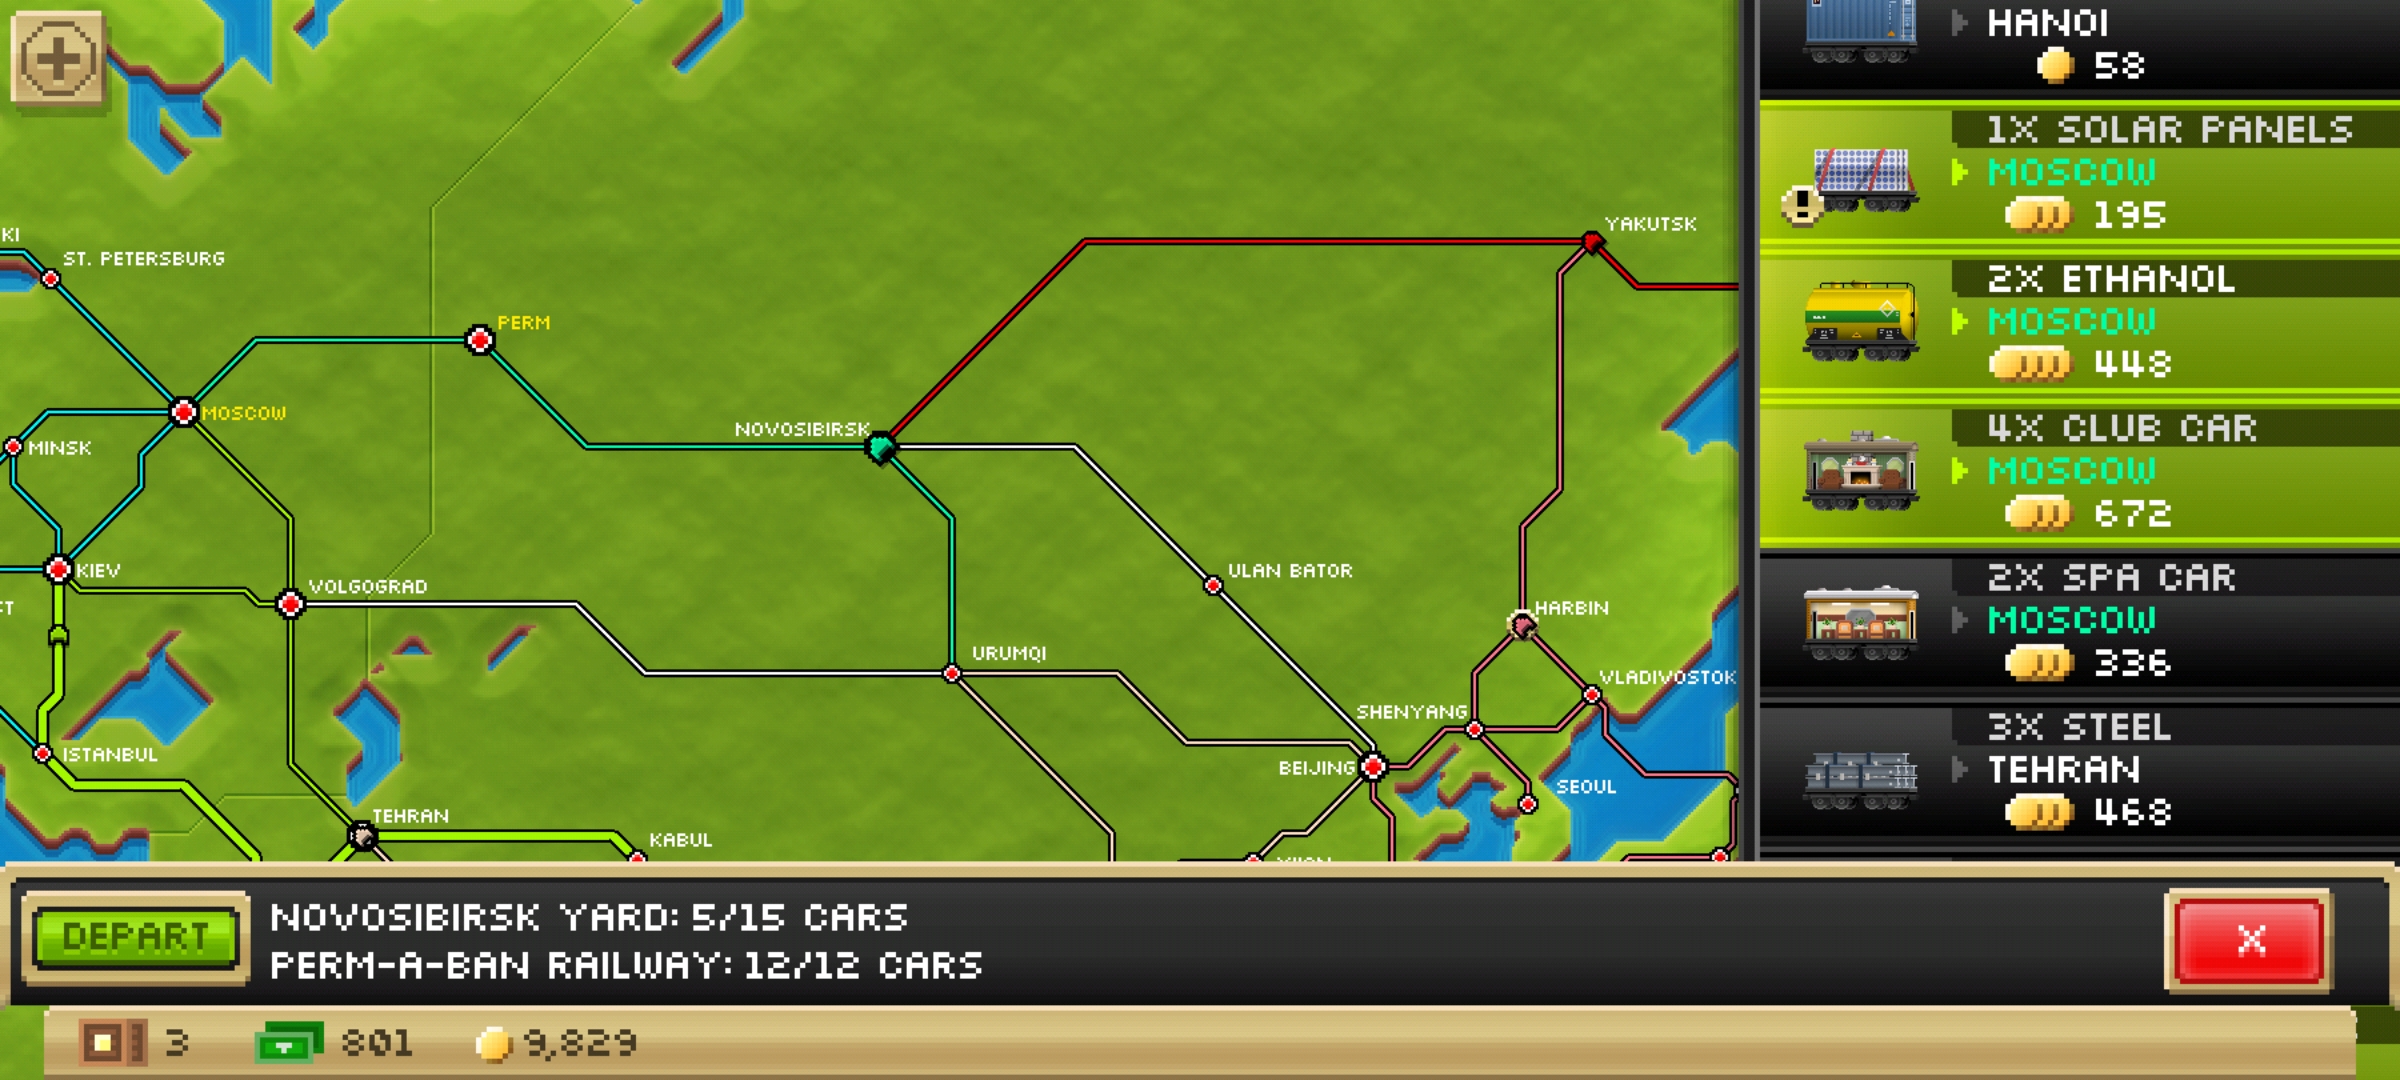 HANOI
58
1X SOLAR PANELS
MOSCOW
195
2X ETHANOL
MOSCOW
448
4X CLUB CAR
MOSCOW
672
2X SPA CAR
MOSCOW
336
3X STEEL
TEHRAN
468
YAKUTSK
KI
ST. PETERSBURG
PERM
MOSCOW
NOVOSIBIRSK
MINSK
KIEV
ULAN BATOR
VOLGOGRAD
HARBIN
URUMQI
VLADIVOSTOK
SHENYANG
ISTANBUL
BEIJING
SEOUL
TEHRAN
KABUL
DEPART
NOVOSIBIRSK YARD: 5/15 CARS
PERM-A-BAN RAILWAY: 12/12 CARS
X
3
801
9,829